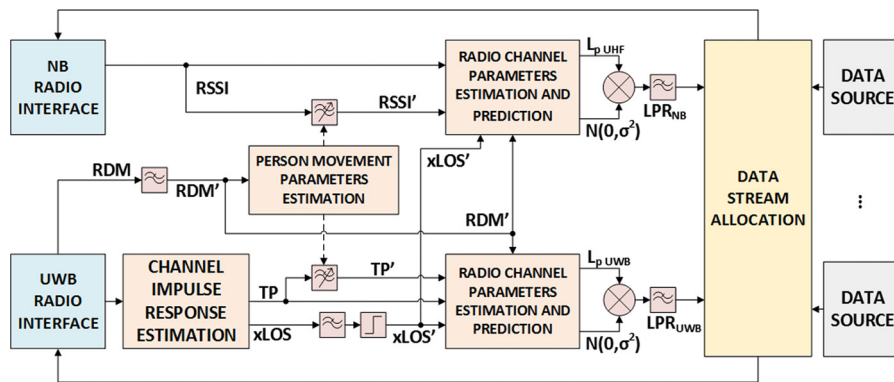 NB
RADIO
INTERFACE
RSSI
RSSI’
RADIO CHANNEL
PARAMETERS
ESTIMATION AND
PREDICTION
Lp UHF
N(0,σ²)
LPRNB
DATA
STREAM
ALLOCATION
DATA
SOURCE
RDM
RDM’
PERSON MOVEMENT
PARAMETERS
ESTIMATION
xLOS’
RDM’
...
UWB
RADIO
INTERFACE
CHANNEL
IMPULSE
RESPONSE
ESTIMATION
TP
TP’
xLOS
xLOS’
RADIO CHANNEL
PARAMETERS
ESTIMATION AND
PREDICTION
Lp UWB
N(0,σ²)
LPRUWB
DATA
SOURCE